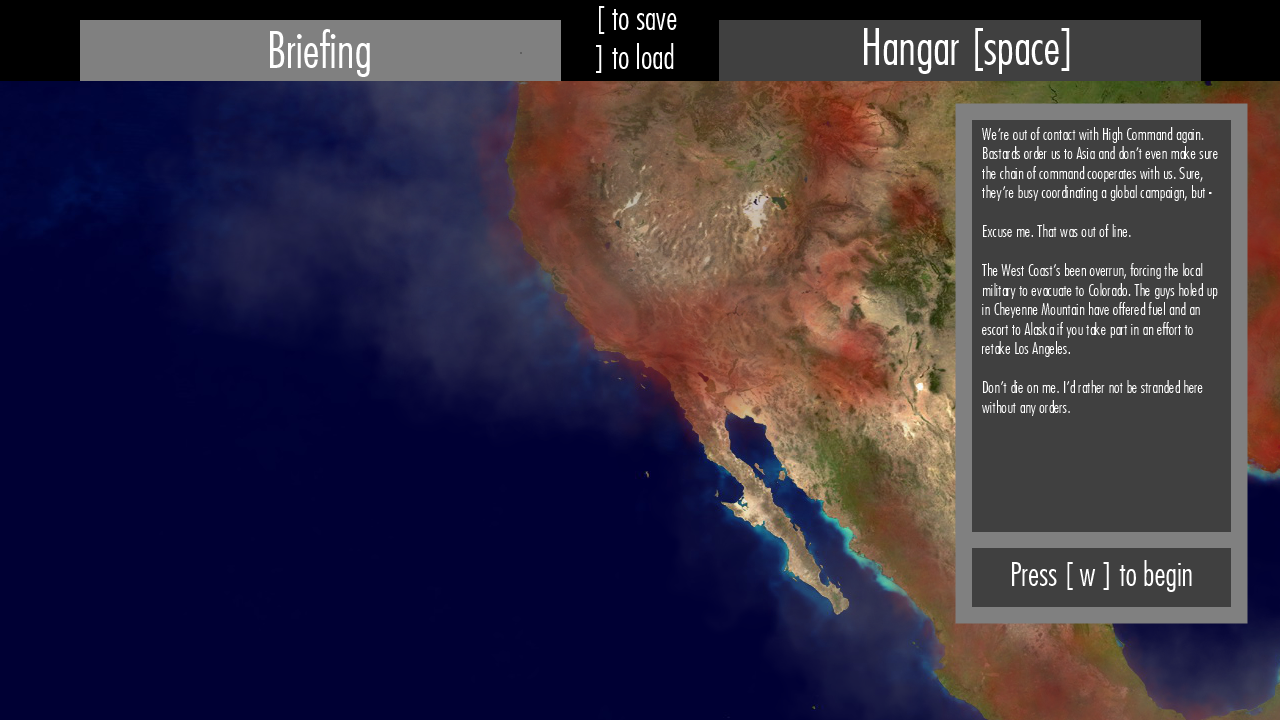 Briefing
[ to save
] to load
Hangar [space]
We're out of contact with High Command again.
Bastards order us to Asia and don't even make sure
the chain of command cooperates with us. Sure,
they're busy coordinating a global campaign, but -
Excuse me. That was out of line.
The West Coast's been overrun, forcing the local
military to evacuate to Colorado. The guys holed up
in Cheyenne Mountain have offered fuel and an
escort to Alaska if you take part in an effort to
retake Los Angeles.
Don't die on me. I'd rather not be stranded here
without any orders.
Press [ w ] to begin